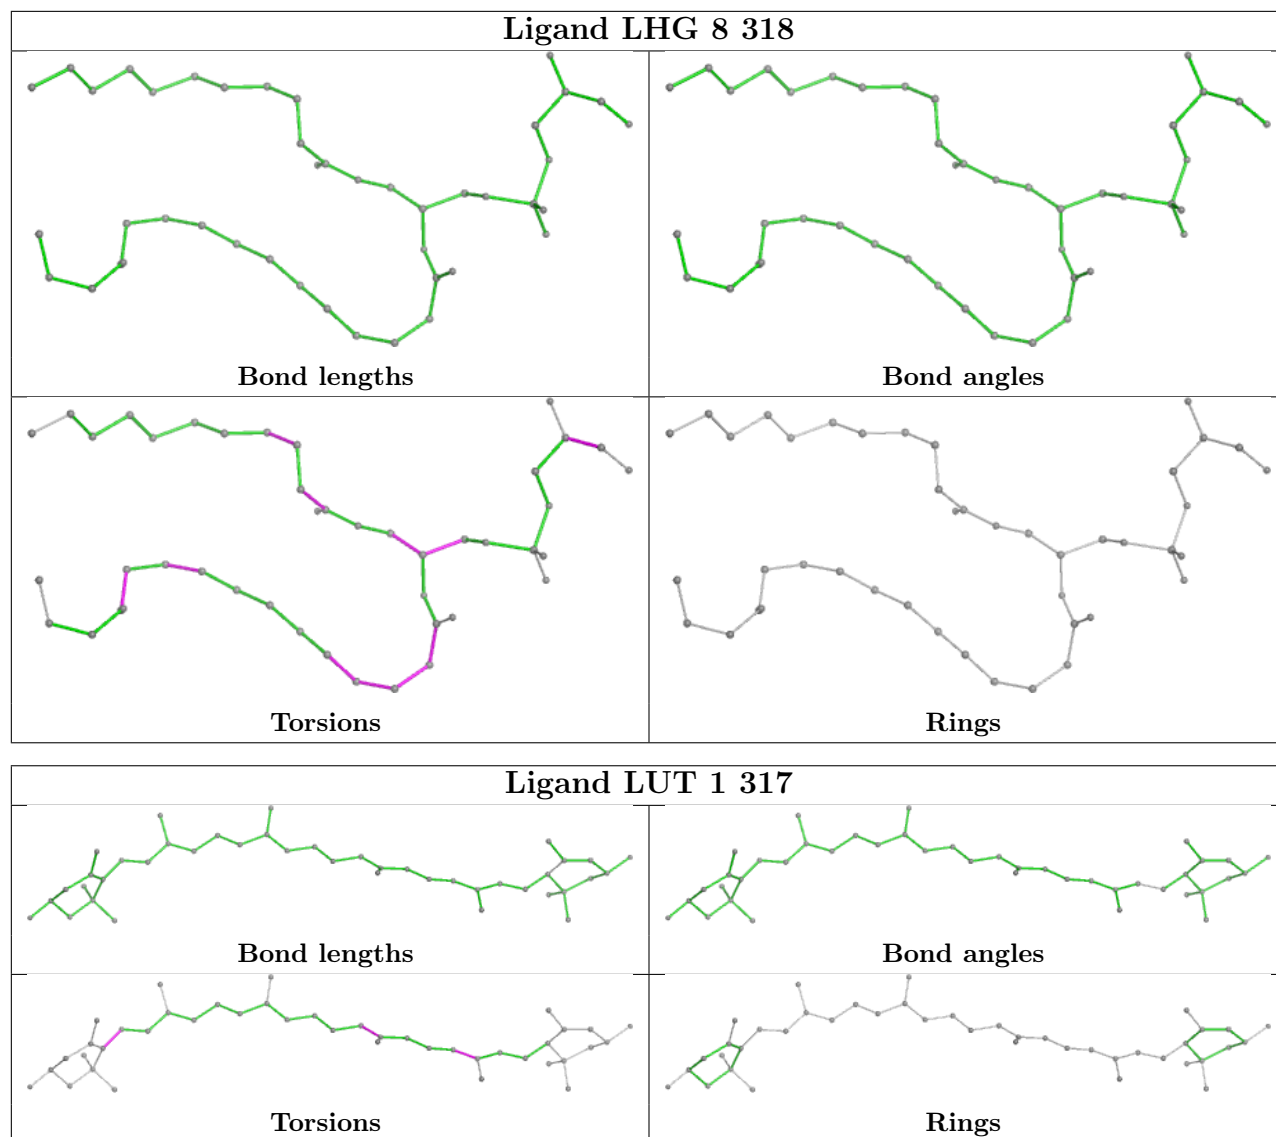 Ligand LHG 8 318
Bond lengths
Bond angles
Torsions
Rings
Ligand LUT 1 317
Bond lengths
Bond angles
Torsions
Rings